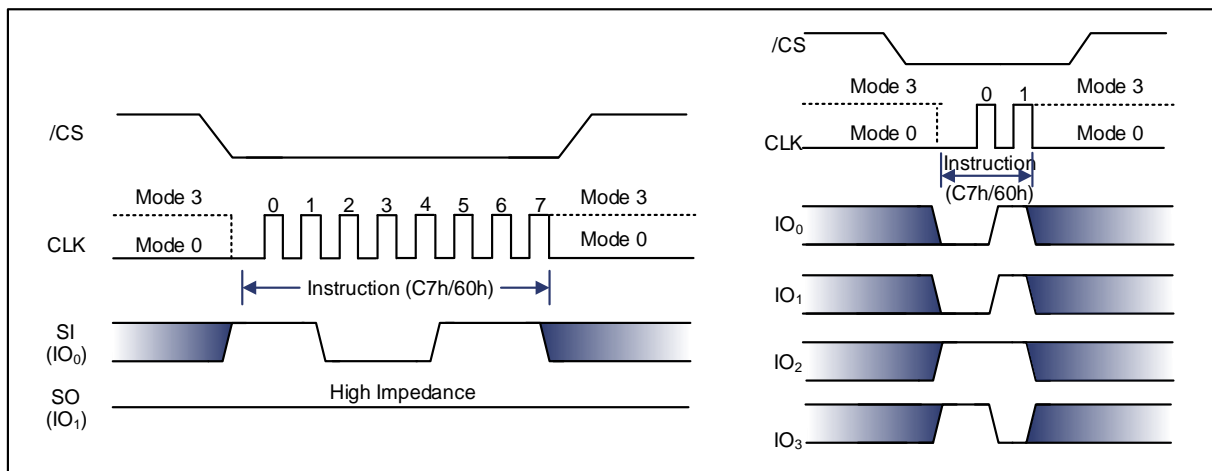 /CS
Mode 3
Mode 3
CLK
Mode 0
Mode 0
0 1 2 3 4 5 6 7
Instruction (C7h/60h)
SI
(IO₀)
High Impedance
SO
(IO₁)
/CS
Mode 3
0 1
Mode 3
CLK
Mode 0
Mode 0
Instruction
(C7h/60h)
IO₀
IO₁
IO₂
IO₃